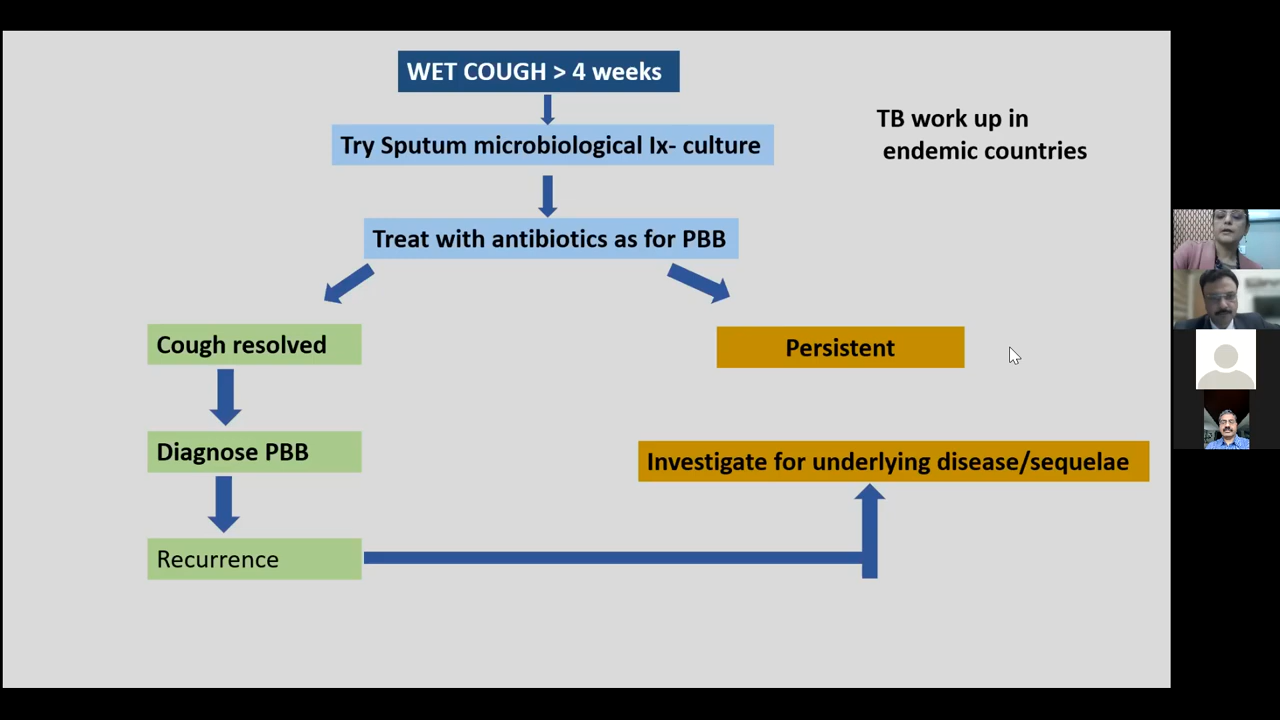 WET COUGH > 4 weeks
TB work up in
endemic countries
Try Sputum microbiological Ix- culture
Treat with antibiotics as for PBB
Cough resolved
Persistent
Diagnose PBB
Investigate for underlying disease/sequelae
Recurrence